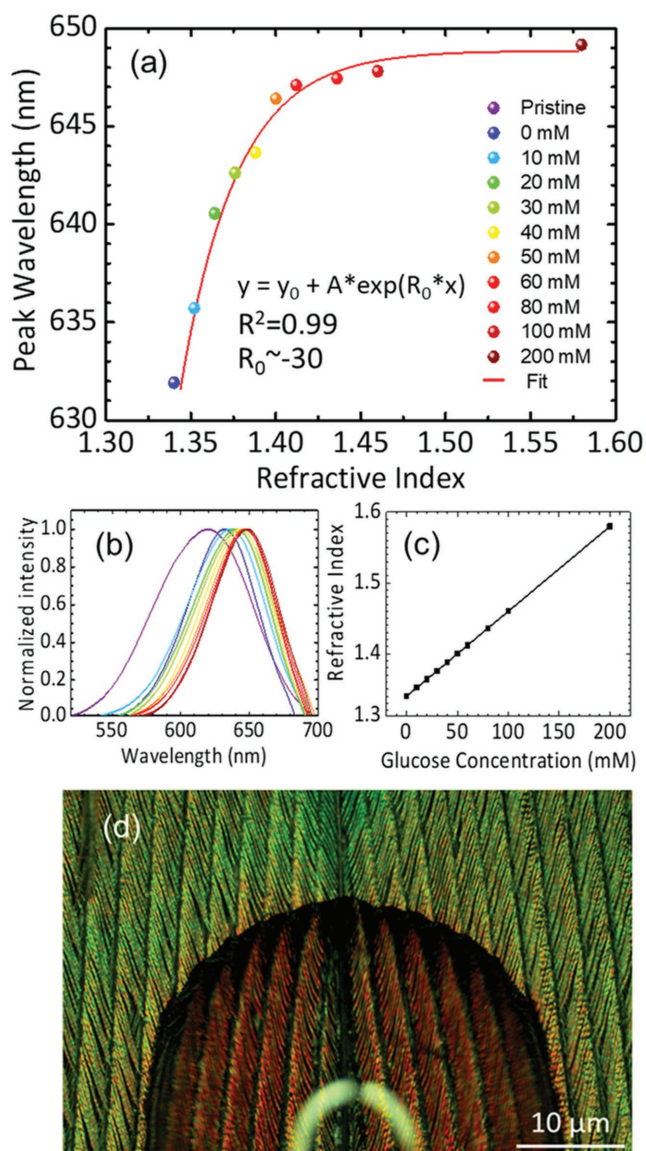 (a)
650
645
640
635
630
Peak Wavelength (nm)
Pristine
0 mM
10 mM
20 mM
30 mM
40 mM
50 mM
60 mM
80 mM
100 mM
200 mM
Fit
y = y₀ + A*exp(R₀*x)
R²=0.99
R₀~-30
1.30 1.35 1.40 1.45 1.50 1.55 1.60
Refractive Index
(b)
1.0
0.8
0.6
0.4
0.2
0.0
Normalized intensity
550 600 650 700
Wavelength (nm)
(c)
1.6
1.5
1.4
1.3
Refractive Index
0 50 100 150 200
Glucose Concentration (mM)
(d)
10 µm